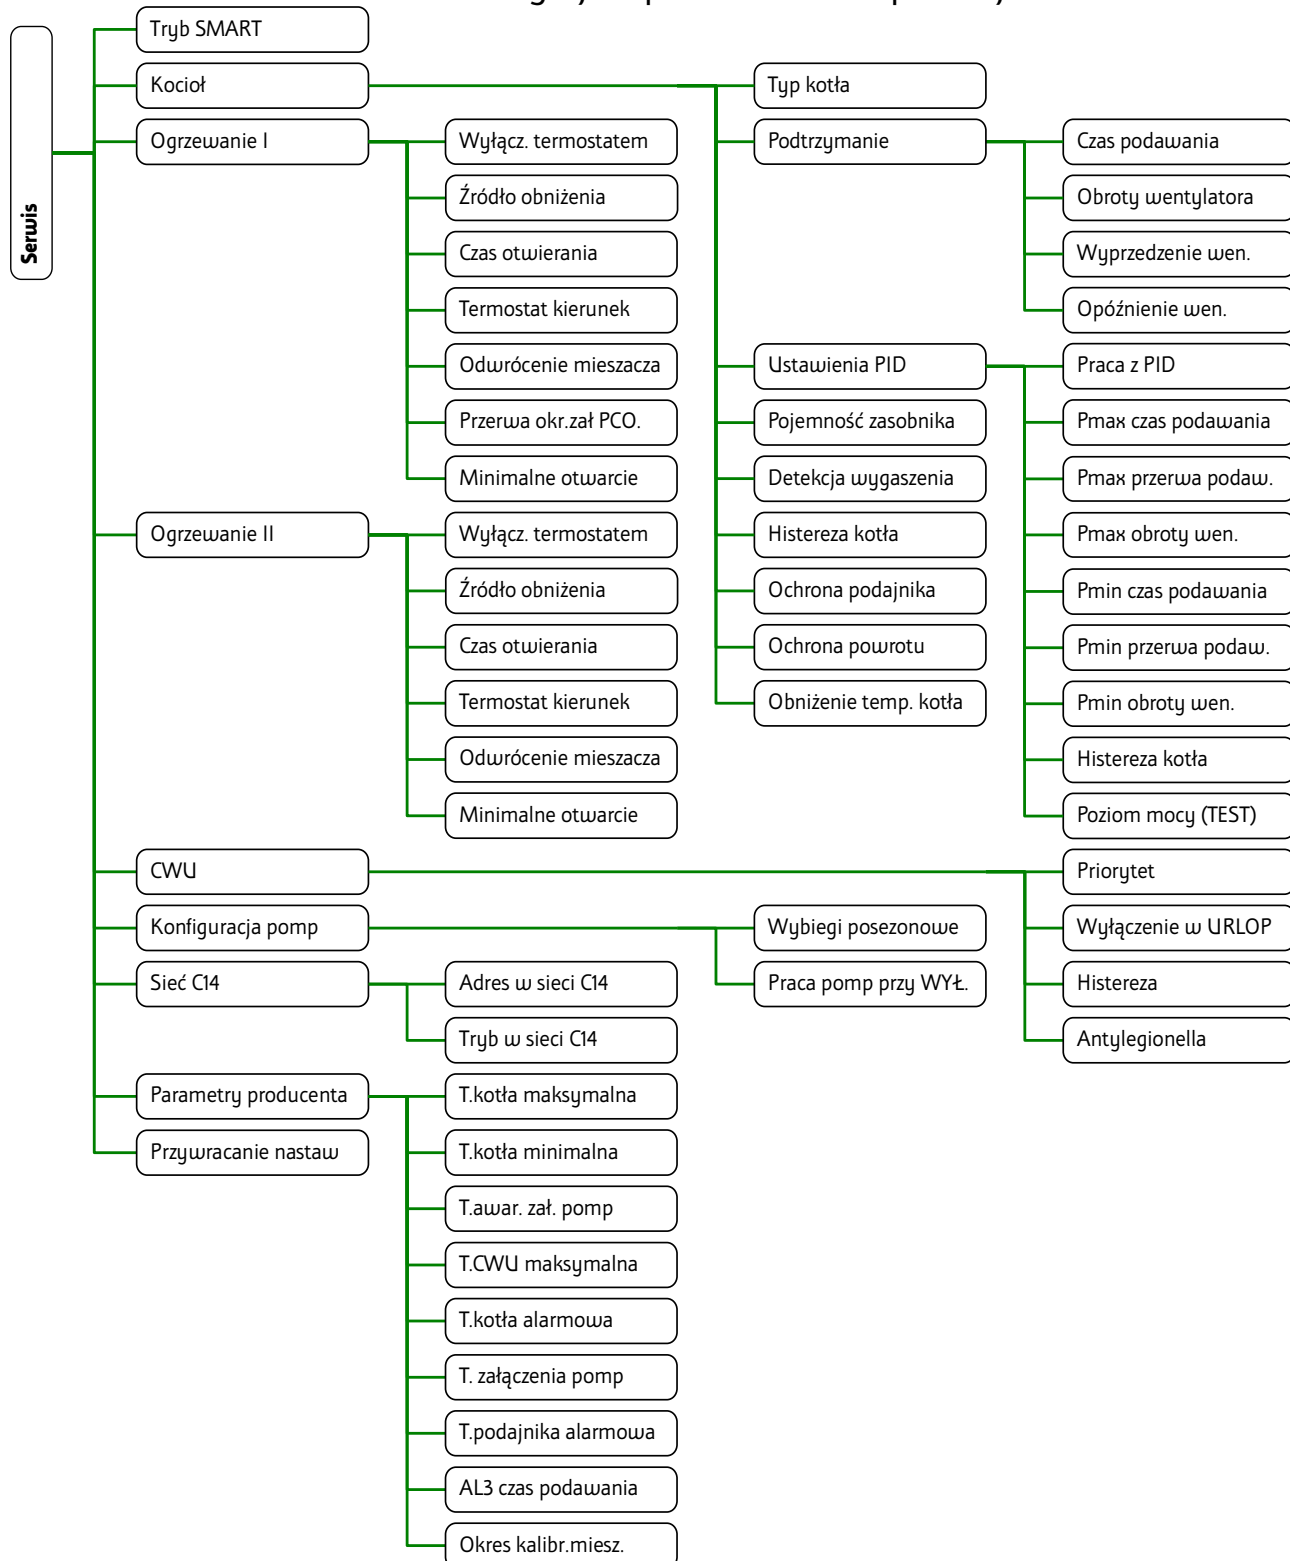 Serwis
Tryb SMART
Kocioł
Typ kotła
Ogrzewanie I
Wyłącz. termostatem
Podtrzymanie
Czas podawania
Źródło obniżenia
Obroty wentylatora
Czas otwierania
Wyprzedzenie wen.
Termostat kierunek
Opóźnienie wen.
Odwrócenie mieszacza
Ustawienia PID
Praca z PID
Przerwa okr.zał PCO.
Pojemność zasobnika
Pmax czas podawania
Minimalne otwarcie
Detekcja wygaszenia
Pmax przerwa podaw.
Ogrzewanie II
Wyłącz. termostatem
Histereza kotła
Pmax obroty wen.
Źródło obniżenia
Ochrona podajnika
Pmin czas podawania
Czas otwierania
Ochrona powrotu
Pmin przerwa podaw.
Termostat kierunek
Obniżenie temp. kotła
Pmin obroty wen.
Odwrócenie mieszacza
Histereza kotła
Minimalne otwarcie
Poziom mocy (TEST)
CWU
Priorytet
Konfiguracja pomp
Wybiegi posezonowe
Wyłączenie w URLOP
Sieć C14
Adres w sieci C14
Praca pomp przy WYŁ.
Histereza
Tryb w sieci C14
Antylegionella
Parametry producenta
T.kotła maksymalna
Przywracanie nastaw
T.kotła minimalna
T.awar. zał. pomp
T.CWU maksymalna
T.kotła alarmowa
T. załączenia pomp
T.podajnika alarmowa
AL3 czas podawania
Okres kalibr.miesz.